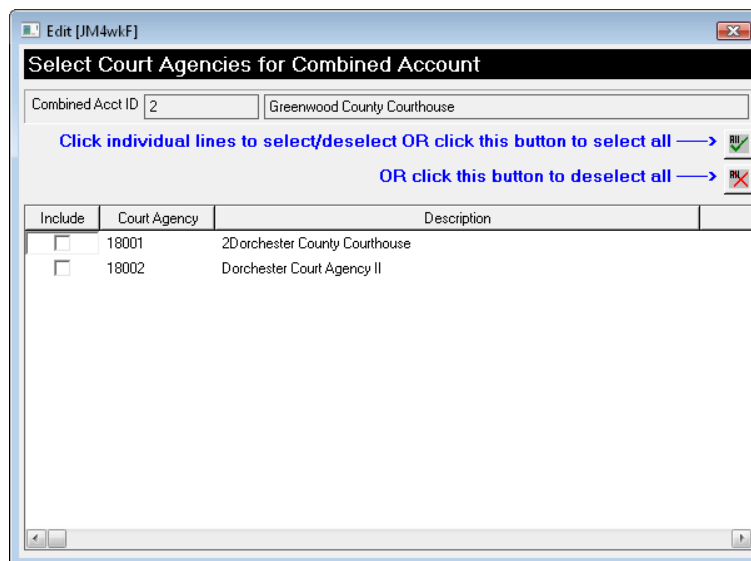 Edit [JM4wkF]
Select Court Agencies for Combined Account
Combined Acct ID 2 Greenwood County Courthouse
Click individual lines to select/deselect OR click this button to select all ——> All
OR click this button to deselect all ——> All
Include Court Agency Description
18001 2Dorchester County Courthouse
18002 Dorchester Court Agency II